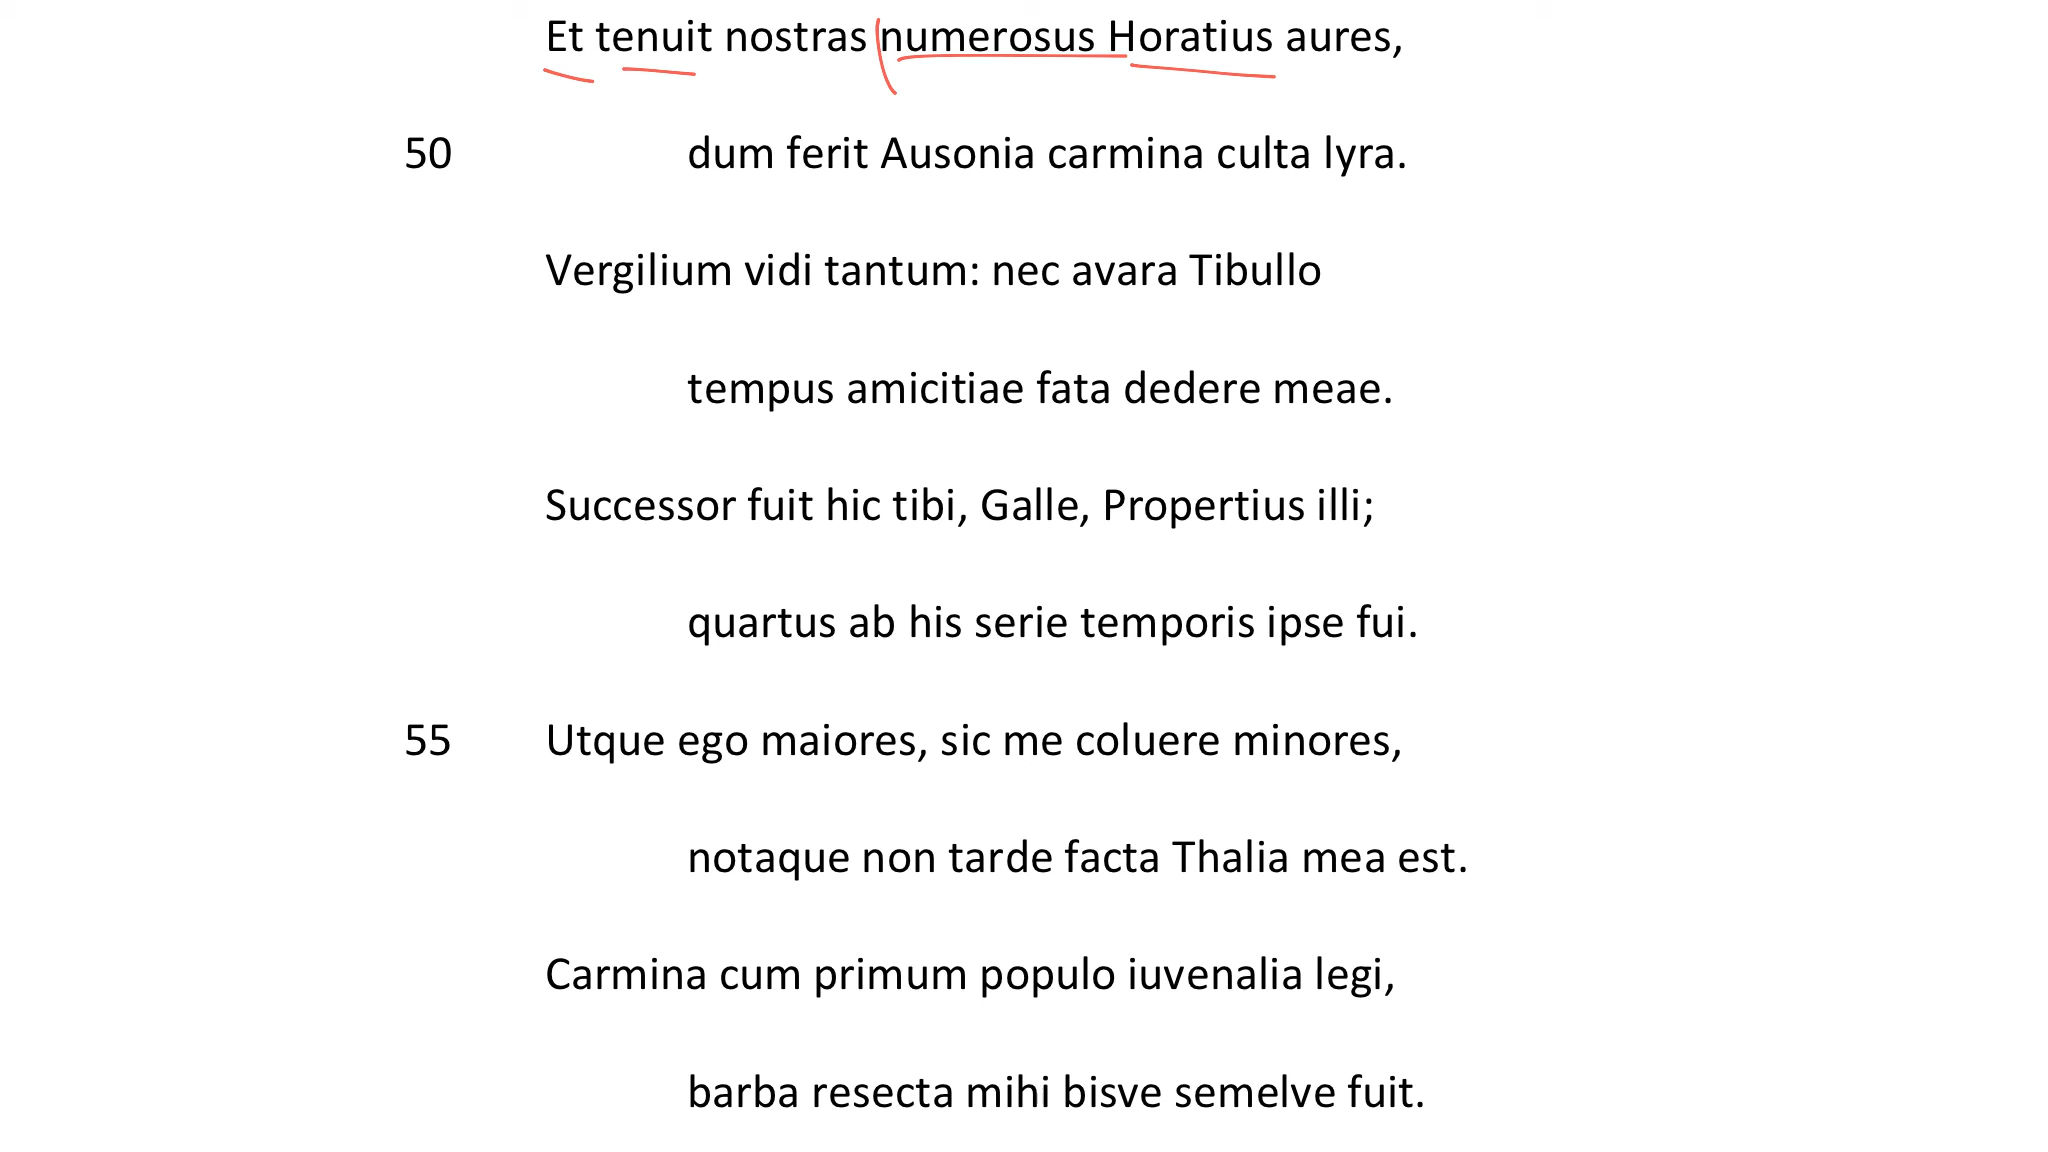 Et tenuit nostras numerosus Horatius aures,
50 dum ferit Ausonia carmina culta lyra.
Vergilium vidi tantum: nec avara Tibullo
tempus amicitiae fata dedere meae.
Successor fuit hic tibi, Galle, Propertius illi;
quartus ab his serie temporis ipse fui.
55 Utque ego maiores, sic me coluere minores,
notaque non tarde facta Thalia mea est.
Carmina cum primum populo iuvenalia legi,
barba resecta mihi bisve semelve fuit.